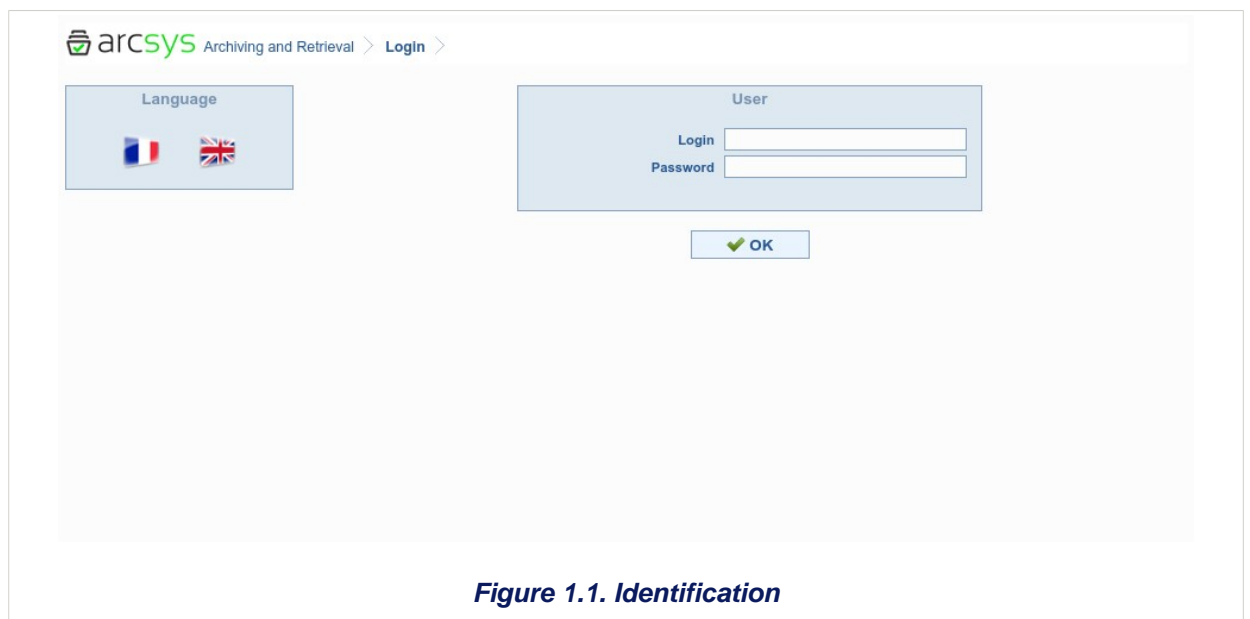 arcsys Archiving and Retrieval Login
Language
User
Login
Password
OK
Figure 1.1. Identification